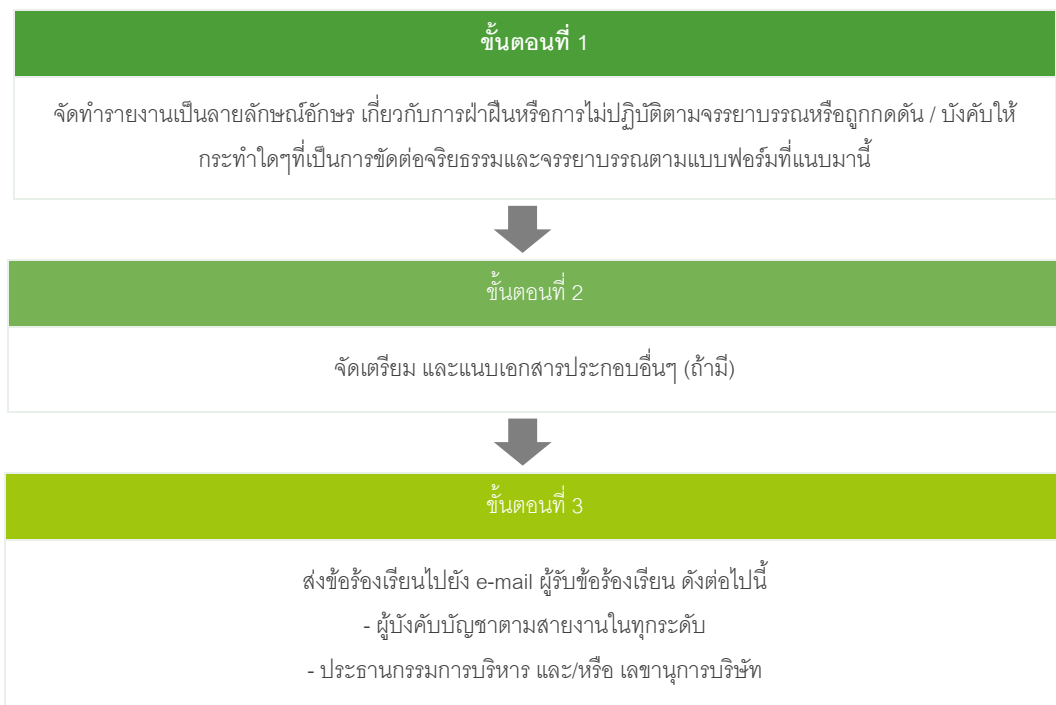 ขั้นตอนที่ 1
จัดทำรายงานเป็นลายลักษณ์อักษร เกี่ยวกับการฝ่าฝืนหรือการไม่ปฏิบัติตามจรรยาบรรณหรือถูกกดดัน / บังคับให้
กระทำใดๆที่เป็นการขัดต่อจริยธรรมและจรรยาบรรณตามแบบฟอร์มที่แนบมานี้
ขั้นตอนที่ 2
จัดเตรียม และแนบเอกสารประกอบอื่นๆ (ถ้ามี)
ขั้นตอนที่ 3
ส่งข้อร้องเรียนไปยัง e-mail ผู้รับข้อร้องเรียน ดังต่อไปนี้
- ผู้บังคับบัญชาตามสายงานในทุกระดับ
- ประธานกรรมการบริหาร และ/หรือ เลขานุการบริษัท